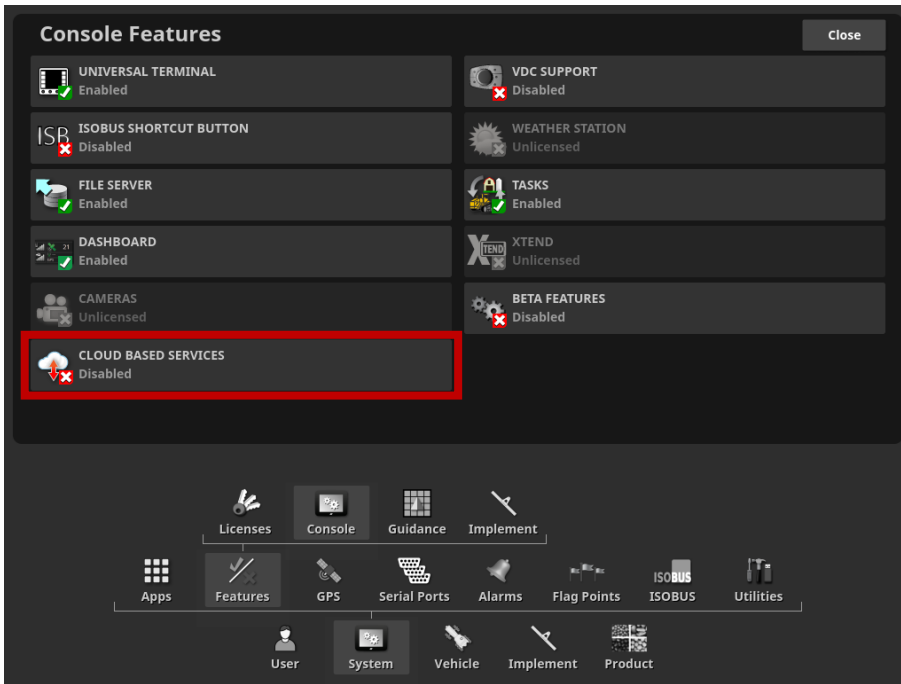 Console Features
Close
UNIVERSAL TERMINAL
Enabled
VDC SUPPORT
Disabled
ISB
ISOBUS SHORTCUT BUTTON
Disabled
WEATHER STATION
Unlicensed
FILE SERVER
Enabled
TASKS
Enabled
21
DASHBOARD
Enabled
XTEND
XTEND
Unlicensed
CAMERAS
Unlicensed
BETA FEATURES
Disabled
CLOUD BASED SERVICES
Disabled
Licenses
Console
Guidance
Implement
ISOBUS
Apps
Features
GPS
Serial Ports
Alarms
Flag Points
ISOBUS
Utilities
User
System
Vehicle
Implement
Product